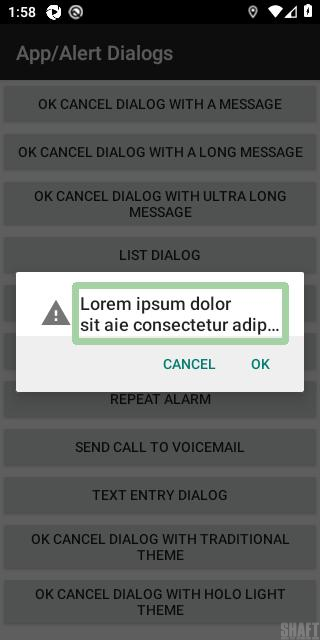 1:58
App/Alert Dialogs
OK CANCEL DIALOG WITH A MESSAGE
OK CANCEL DIALOG WITH A LONG MESSAGE
OK CANCEL DIALOG WITH ULTRA LONG
MESSAGE
LIST DIALOG
Lorem ipsum dolor
sit aie consectetur adip…
CANCEL
OK
REPEAT ALARM
SEND CALL TO VOICEMAIL
TEXT ENTRY DIALOG
OK CANCEL DIALOG WITH TRADITIONAL
THEME
OK CANCEL DIALOG WITH HOLO LIGHT
THEME
SHAFT